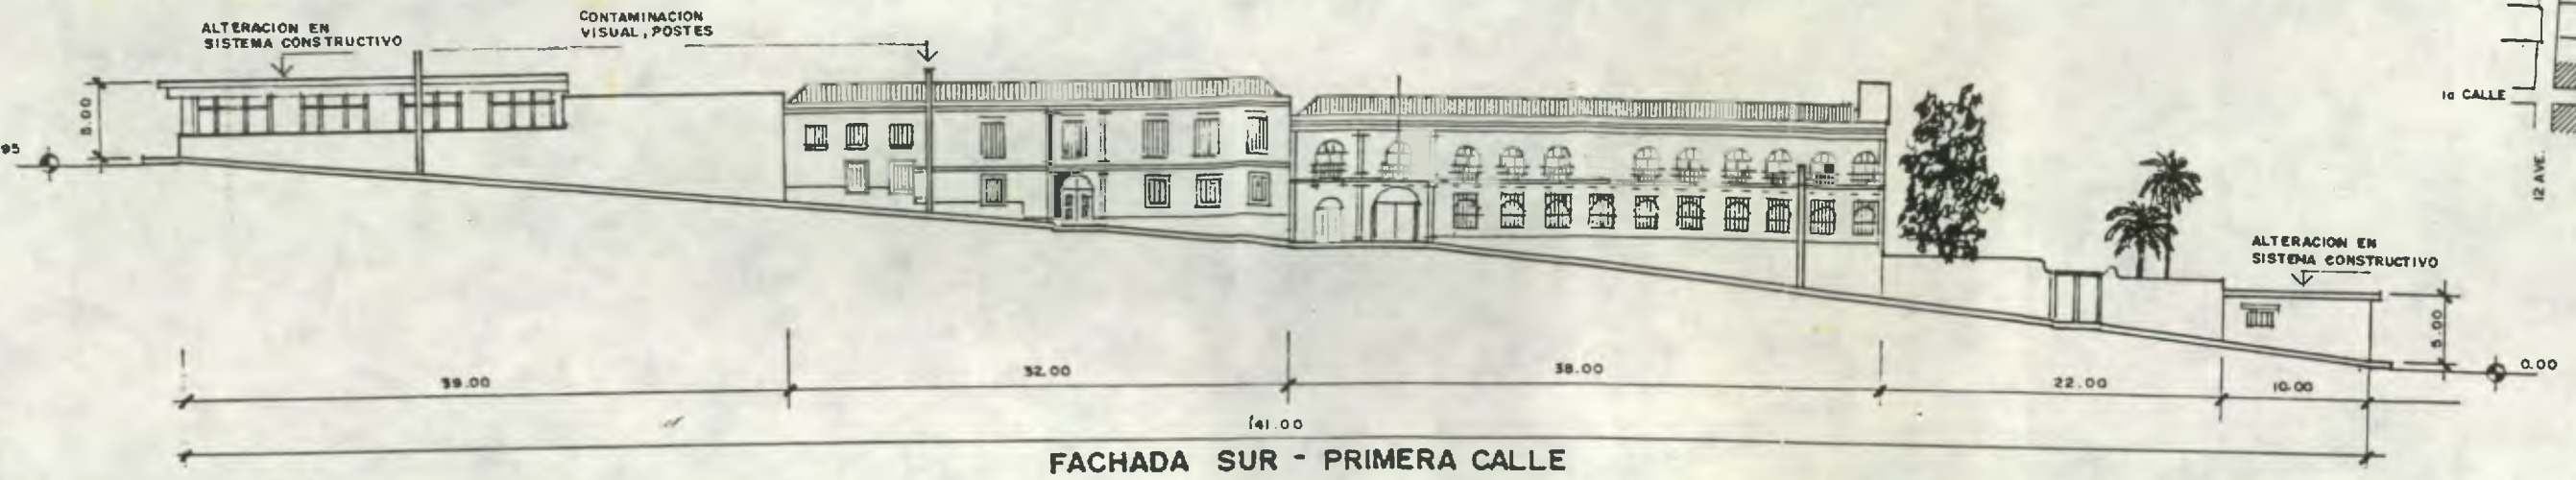 ALTERACION EN
SISTEMA CONSTRUCTIVO
CONTAMINACION
VISUAL, POSTES
1a CALLE
12 AVE.
5.00
95
ALTERACION EN
SISTEMA CONSTRUCTIVO
5.00
0.00
39.00
32.00
38.00
22.00
10.00
141.00
FACHADA SUR - PRIMERA CALLE